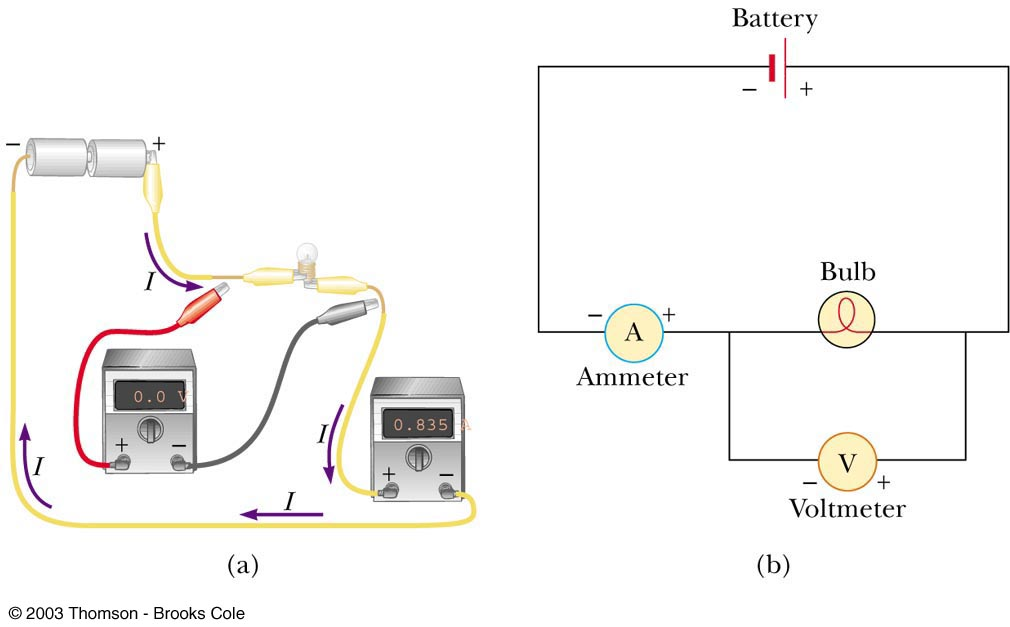 Battery
− +
− +
I
Bulb
− +
A
Ammeter
0.0 V
+ −
I
0.835 A
+ −
I
I
V
− +
Voltmeter
(a)
(b)
© 2003 Thomson - Brooks Cole